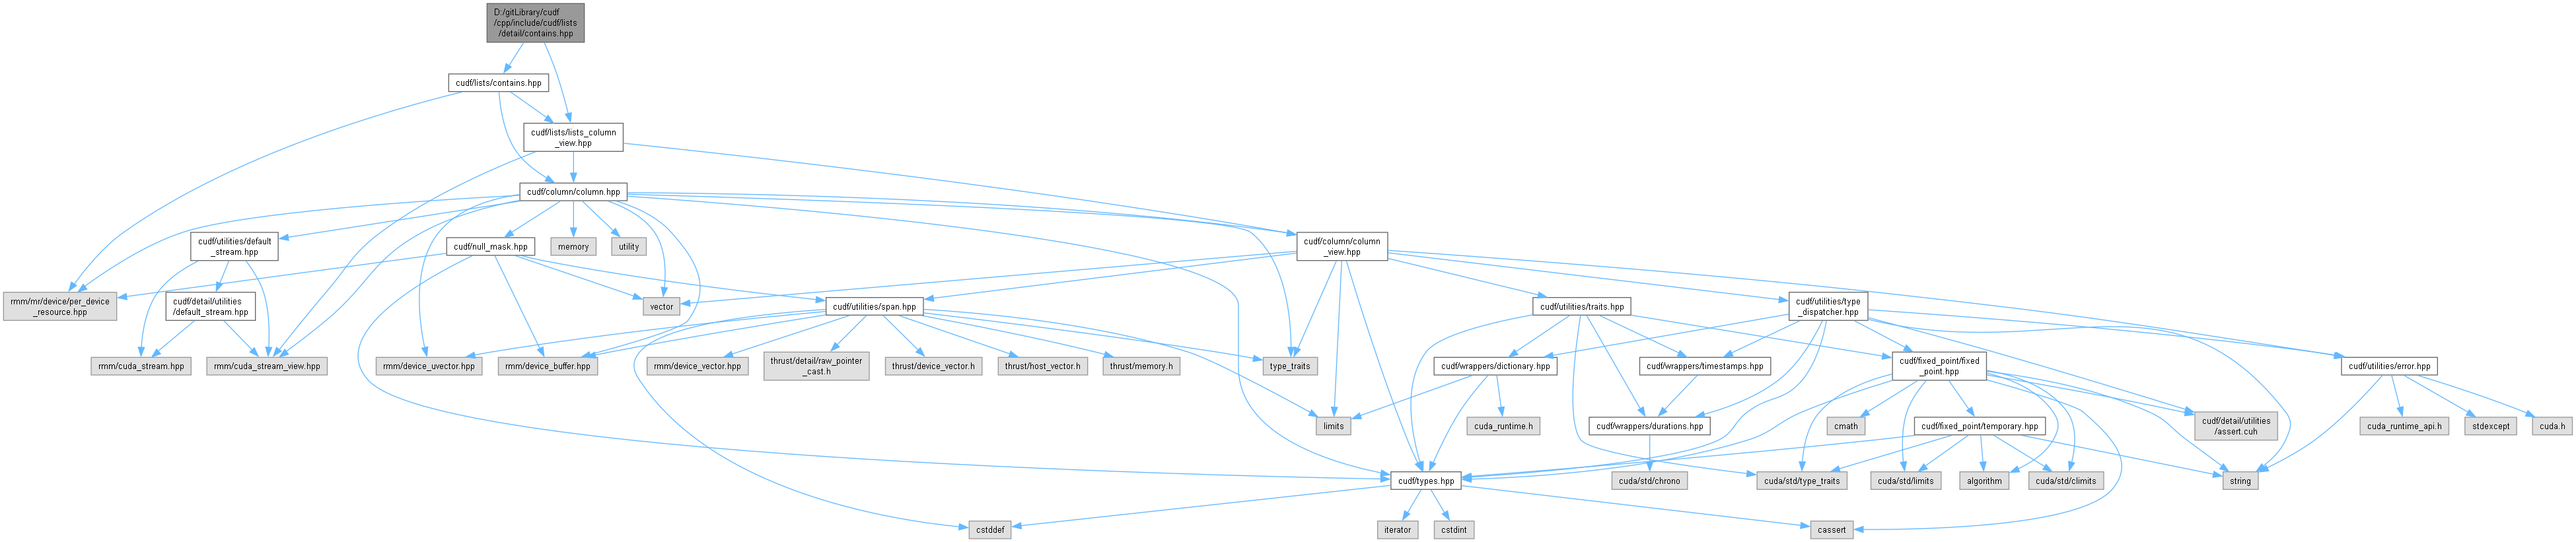 D:/gitLibrary/cudf
/cpp/include/cudf/lists
/detail/contains.hpp
cudf/lists/contains.hpp
cudf/lists/lists_column
_view.hpp
cudf/column/column.hpp
cudf/utilities/default
_stream.hpp
cudf/null_mask.hpp
memory
utility
cudf/column/column
_view.hpp
rmm/mr/device/per_device
_resource.hpp
cudf/detail/utilities
/default_stream.hpp
vector
cudf/utilities/span.hpp
cudf/utilities/traits.hpp
cudf/utilities/type
_dispatcher.hpp
rmm/cuda_stream.hpp
rmm/cuda_stream_view.hpp
rmm/device_uvector.hpp
rmm/device_buffer.hpp
rmm/device_vector.hpp
thrust/detail/raw_pointer
_cast.h
thrust/device_vector.h
thrust/host_vector.h
thrust/memory.h
type_traits
cudf/wrappers/dictionary.hpp
cudf/wrappers/timestamps.hpp
cudf/fixed_point/fixed
_point.hpp
cudf/utilities/error.hpp
limits
cuda_runtime.h
cudf/wrappers/durations.hpp
cmath
cudf/fixed_point/temporary.hpp
cudf/detail/utilities
/assert.cuh
cuda_runtime_api.h
stdexcept
cuda.h
cudf/types.hpp
cuda/std/chrono
cuda/std/type_traits
cuda/std/limits
algorithm
cuda/std/climits
string
cstddef
iterator
cstdint
cassert